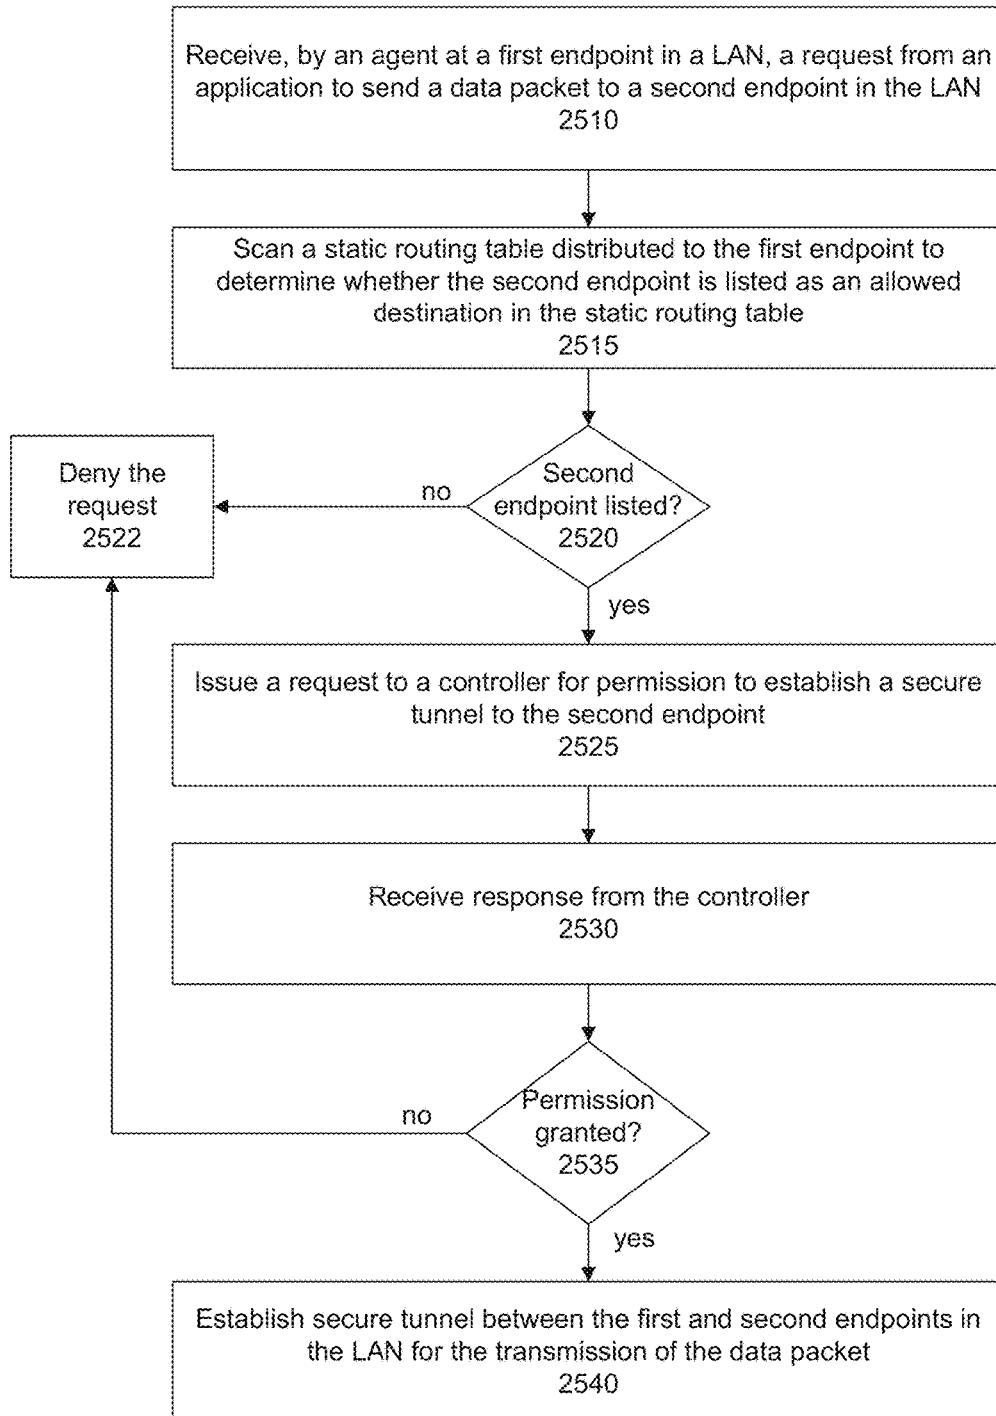 Receive, by an agent at a first endpoint in a LAN, a request from an
application to send a data packet to a second endpoint in the LAN
2510
Scan a static routing table distributed to the first endpoint to
determine whether the second endpoint is listed as an allowed
destination in the static routing table
2515
Second
endpoint listed?
2520
no
Deny the
request
2522
yes
Issue a request to a controller for permission to establish a secure
tunnel to the second endpoint
2525
Receive response from the controller
2530
Permission
granted?
2535
no
yes
Establish secure tunnel between the first and second endpoints in
the LAN for the transmission of the data packet
2540